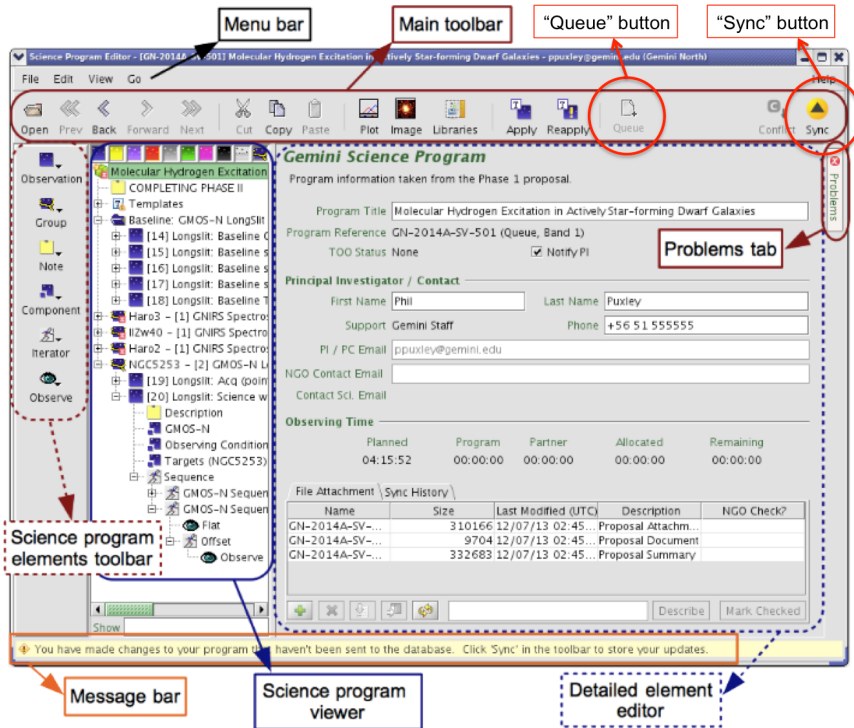 Menu bar
Main toolbar
“Queue” button
“Sync” button
Science Program Editor - [GN-2014A-SV-501] Molecular Hydrogen Excitation in Actively Star-forming Dwarf Galaxies - ppuxley@gemini.edu (Gemini North)
File Edit View Go Help
Open Prev Back Forward Next Cut Copy Paste Plot Image Libraries Apply Reapply Queue Conflict Sync
Observation
Group
Note
Component
Iterator
Observe
Molecular Hydrogen Excitation
COMPLETING PHASE II
Templates
Baseline: GMOS-N LongSlit
[14] Longslit: Baseline
[15] Longslit: Baseline s
[16] Longslit: Baseline s
[17] Longslit: Baseline s
[18] Longslit: Baseline T
Haro3 - [1] GNIRS Spectro
IIZw40 - [1] GNIRS Spectro
Haro2 - [1] GNIRS Spectro
NGC5253 - [2] GMOS-N L
[19] Longslit: Acq (poin
[20] Longslit: Science w
Description
GMOS-N
Observing Condition
Targets (NGC5253)
Sequence
GMOS-N Sequen
GMOS-N Sequen
Flat
Offset
Observe
Show
Gemini Science Program
Program information taken from the Phase 1 proposal.
Program Title Molecular Hydrogen Excitation in Actively Star-forming Dwarf Galaxies
Program Reference GN-2014A-SV-501 (Queue, Band 1)
TOO Status None Notify PI
Problems
Problems tab
Principal Investigator / Contact
First Name Phil Last Name Puxley
Support Gemini Staff Phone +56 51 555555
PI / PC Email ppuxley@gemini.edu
NGO Contact Email
Contact Sci. Email
Observing Time
Planned Program Partner Allocated Remaining
04:15:52 00:00:00 00:00:00 00:00:00 00:00:00
File Attachment Sync History
Name Size Last Modified (UTC) Description NGO Check?
GN-2014A-SV-... 310166 12/07/13 02:45... Proposal Attachm...
GN-2014A-SV-... 9704 12/07/13 02:45... Proposal Document
GN-2014A-SV-... 332683 12/07/13 02:45... Proposal Summary
Describe Mark Checked
Science program
elements toolbar
You have made changes to your program that haven't been sent to the database. Click 'Sync' in the toolbar to store your updates.
Message bar
Science program
viewer
Detailed element
editor